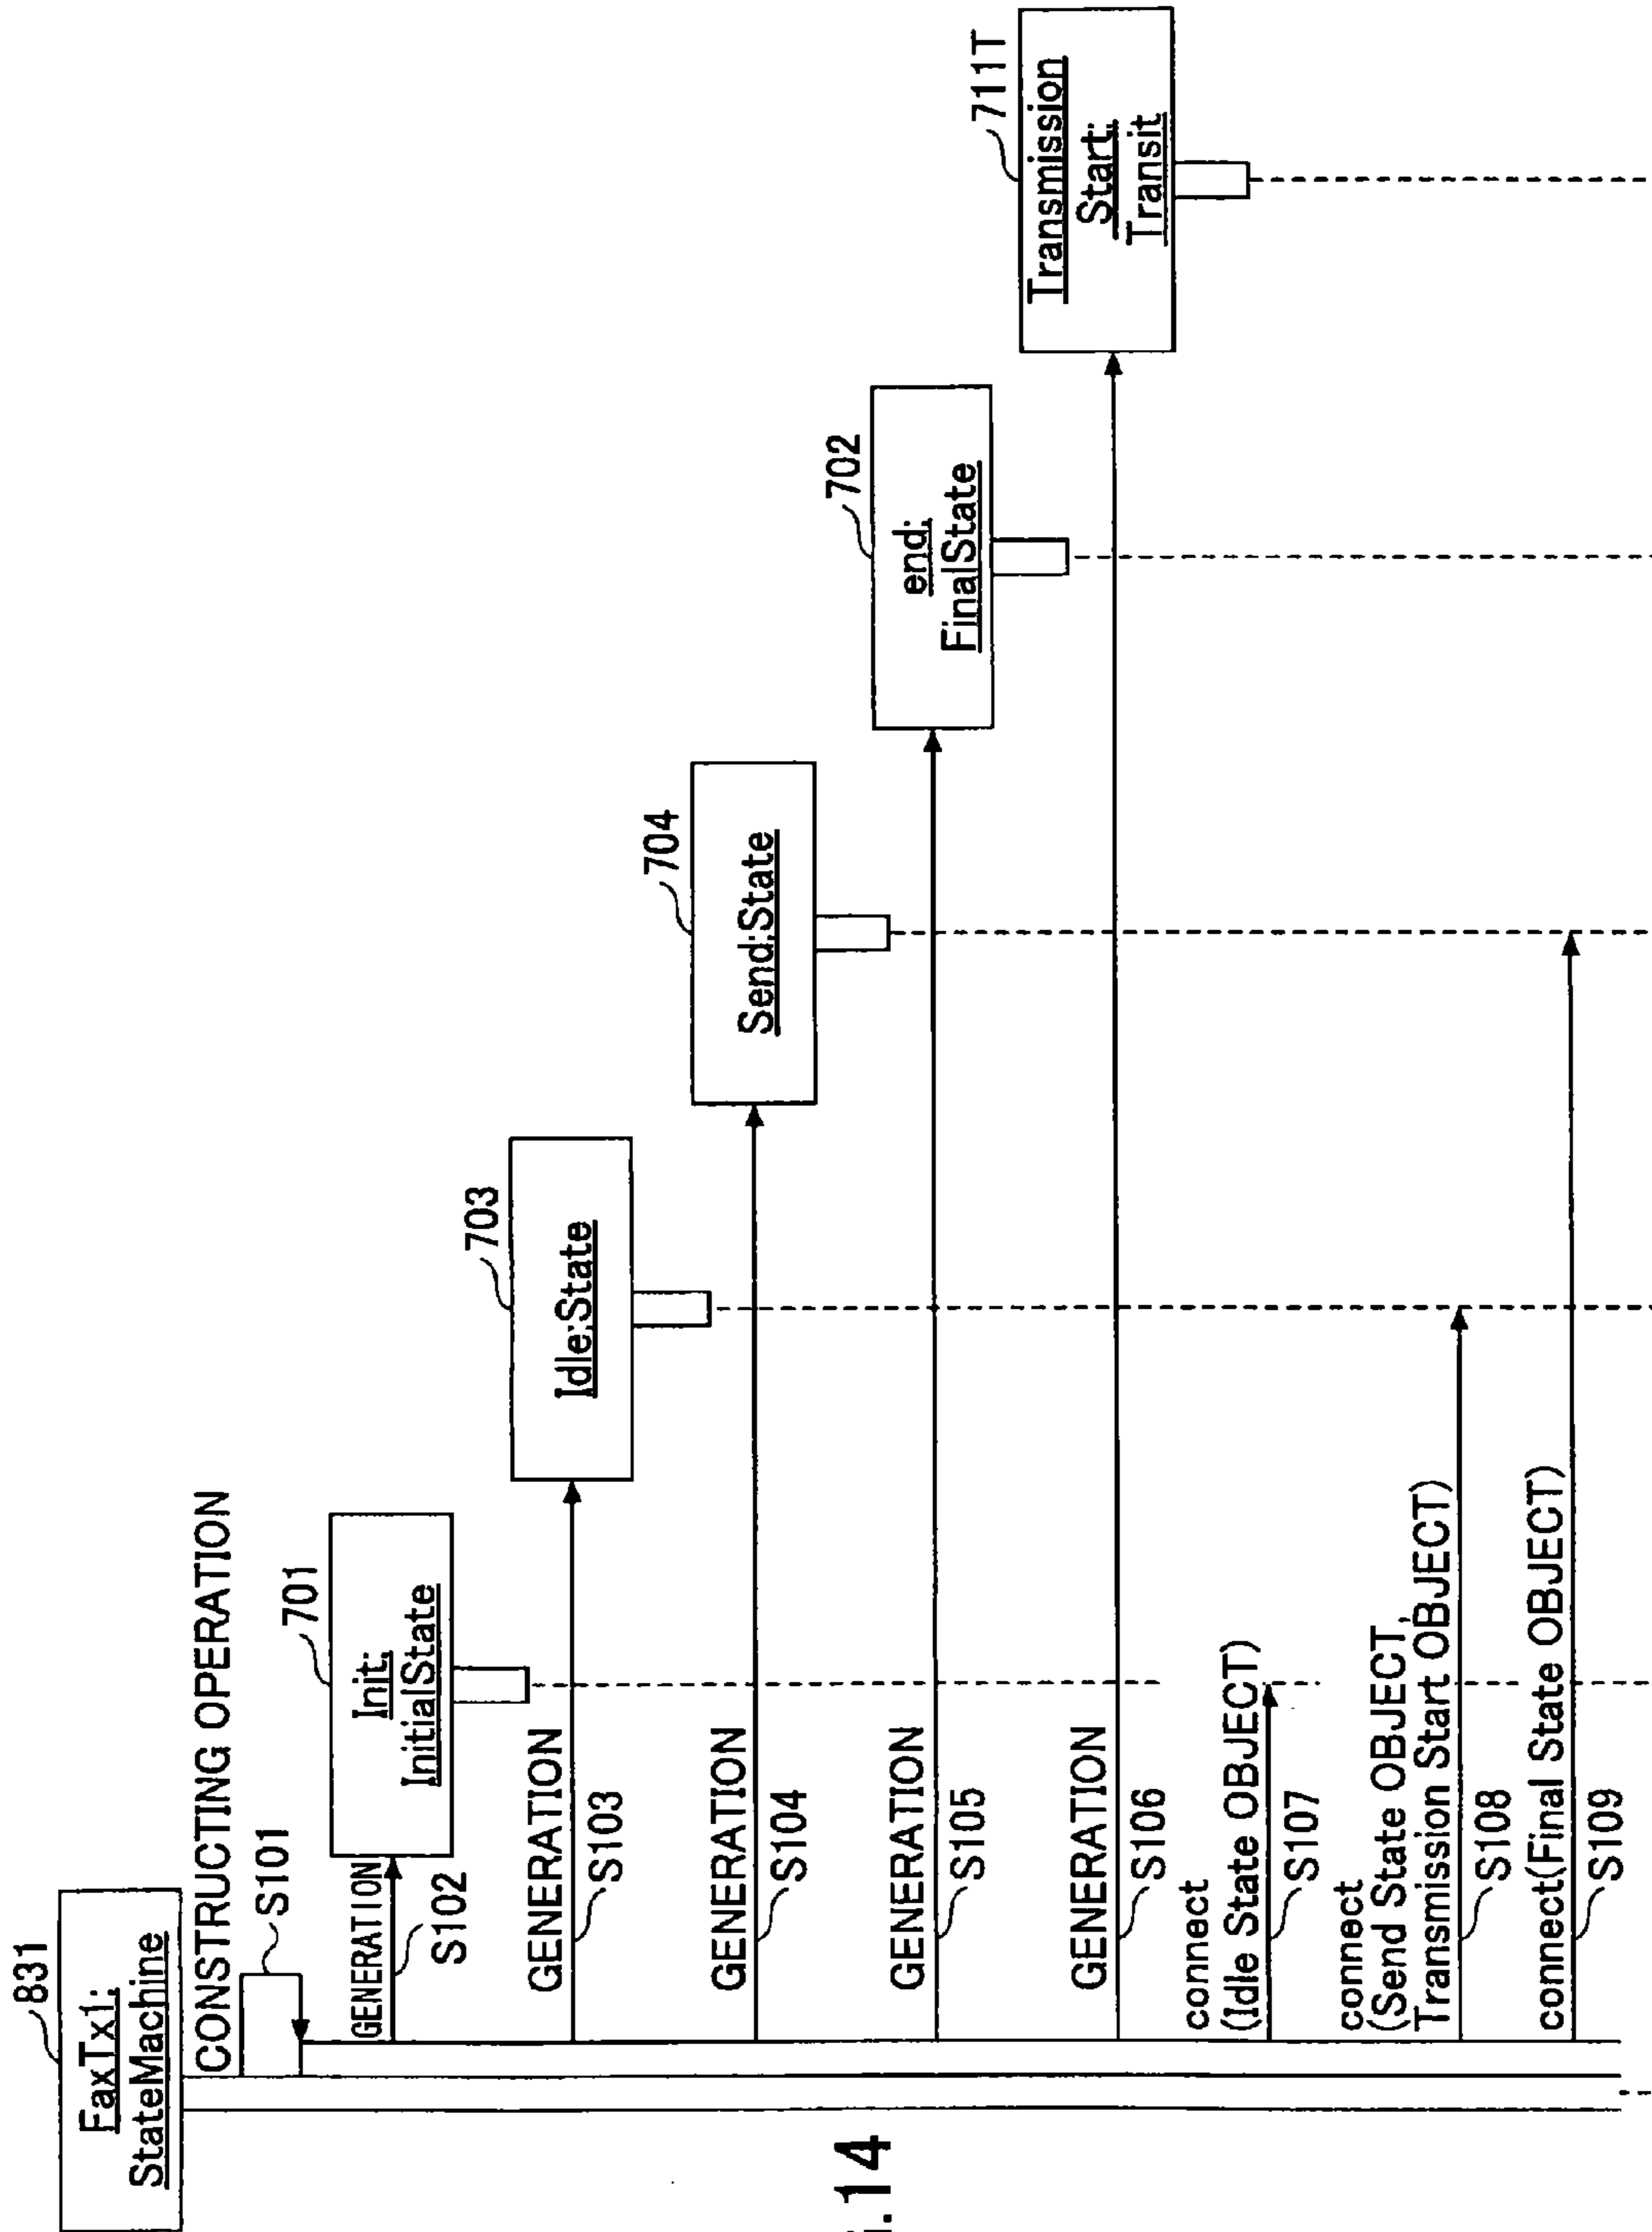 831
FaxTx1:
StateMachine
CONSTRUCTING OPERATION
S101
701
Init:
InitialState
GENERATION
S102
703
Idle:State
GENERATION
S103
704
Send:State
GENERATION
S104
702
end:
FinalState
GENERATION
S105
711T
Transmission
Start:
Transit
GENERATION
S106
connect
(Idle State OBJECT)
S107
connect
(Send State OBJECT,
Transmission Start OBJECT)
S108
connect(Final State OBJECT)
S109
.14